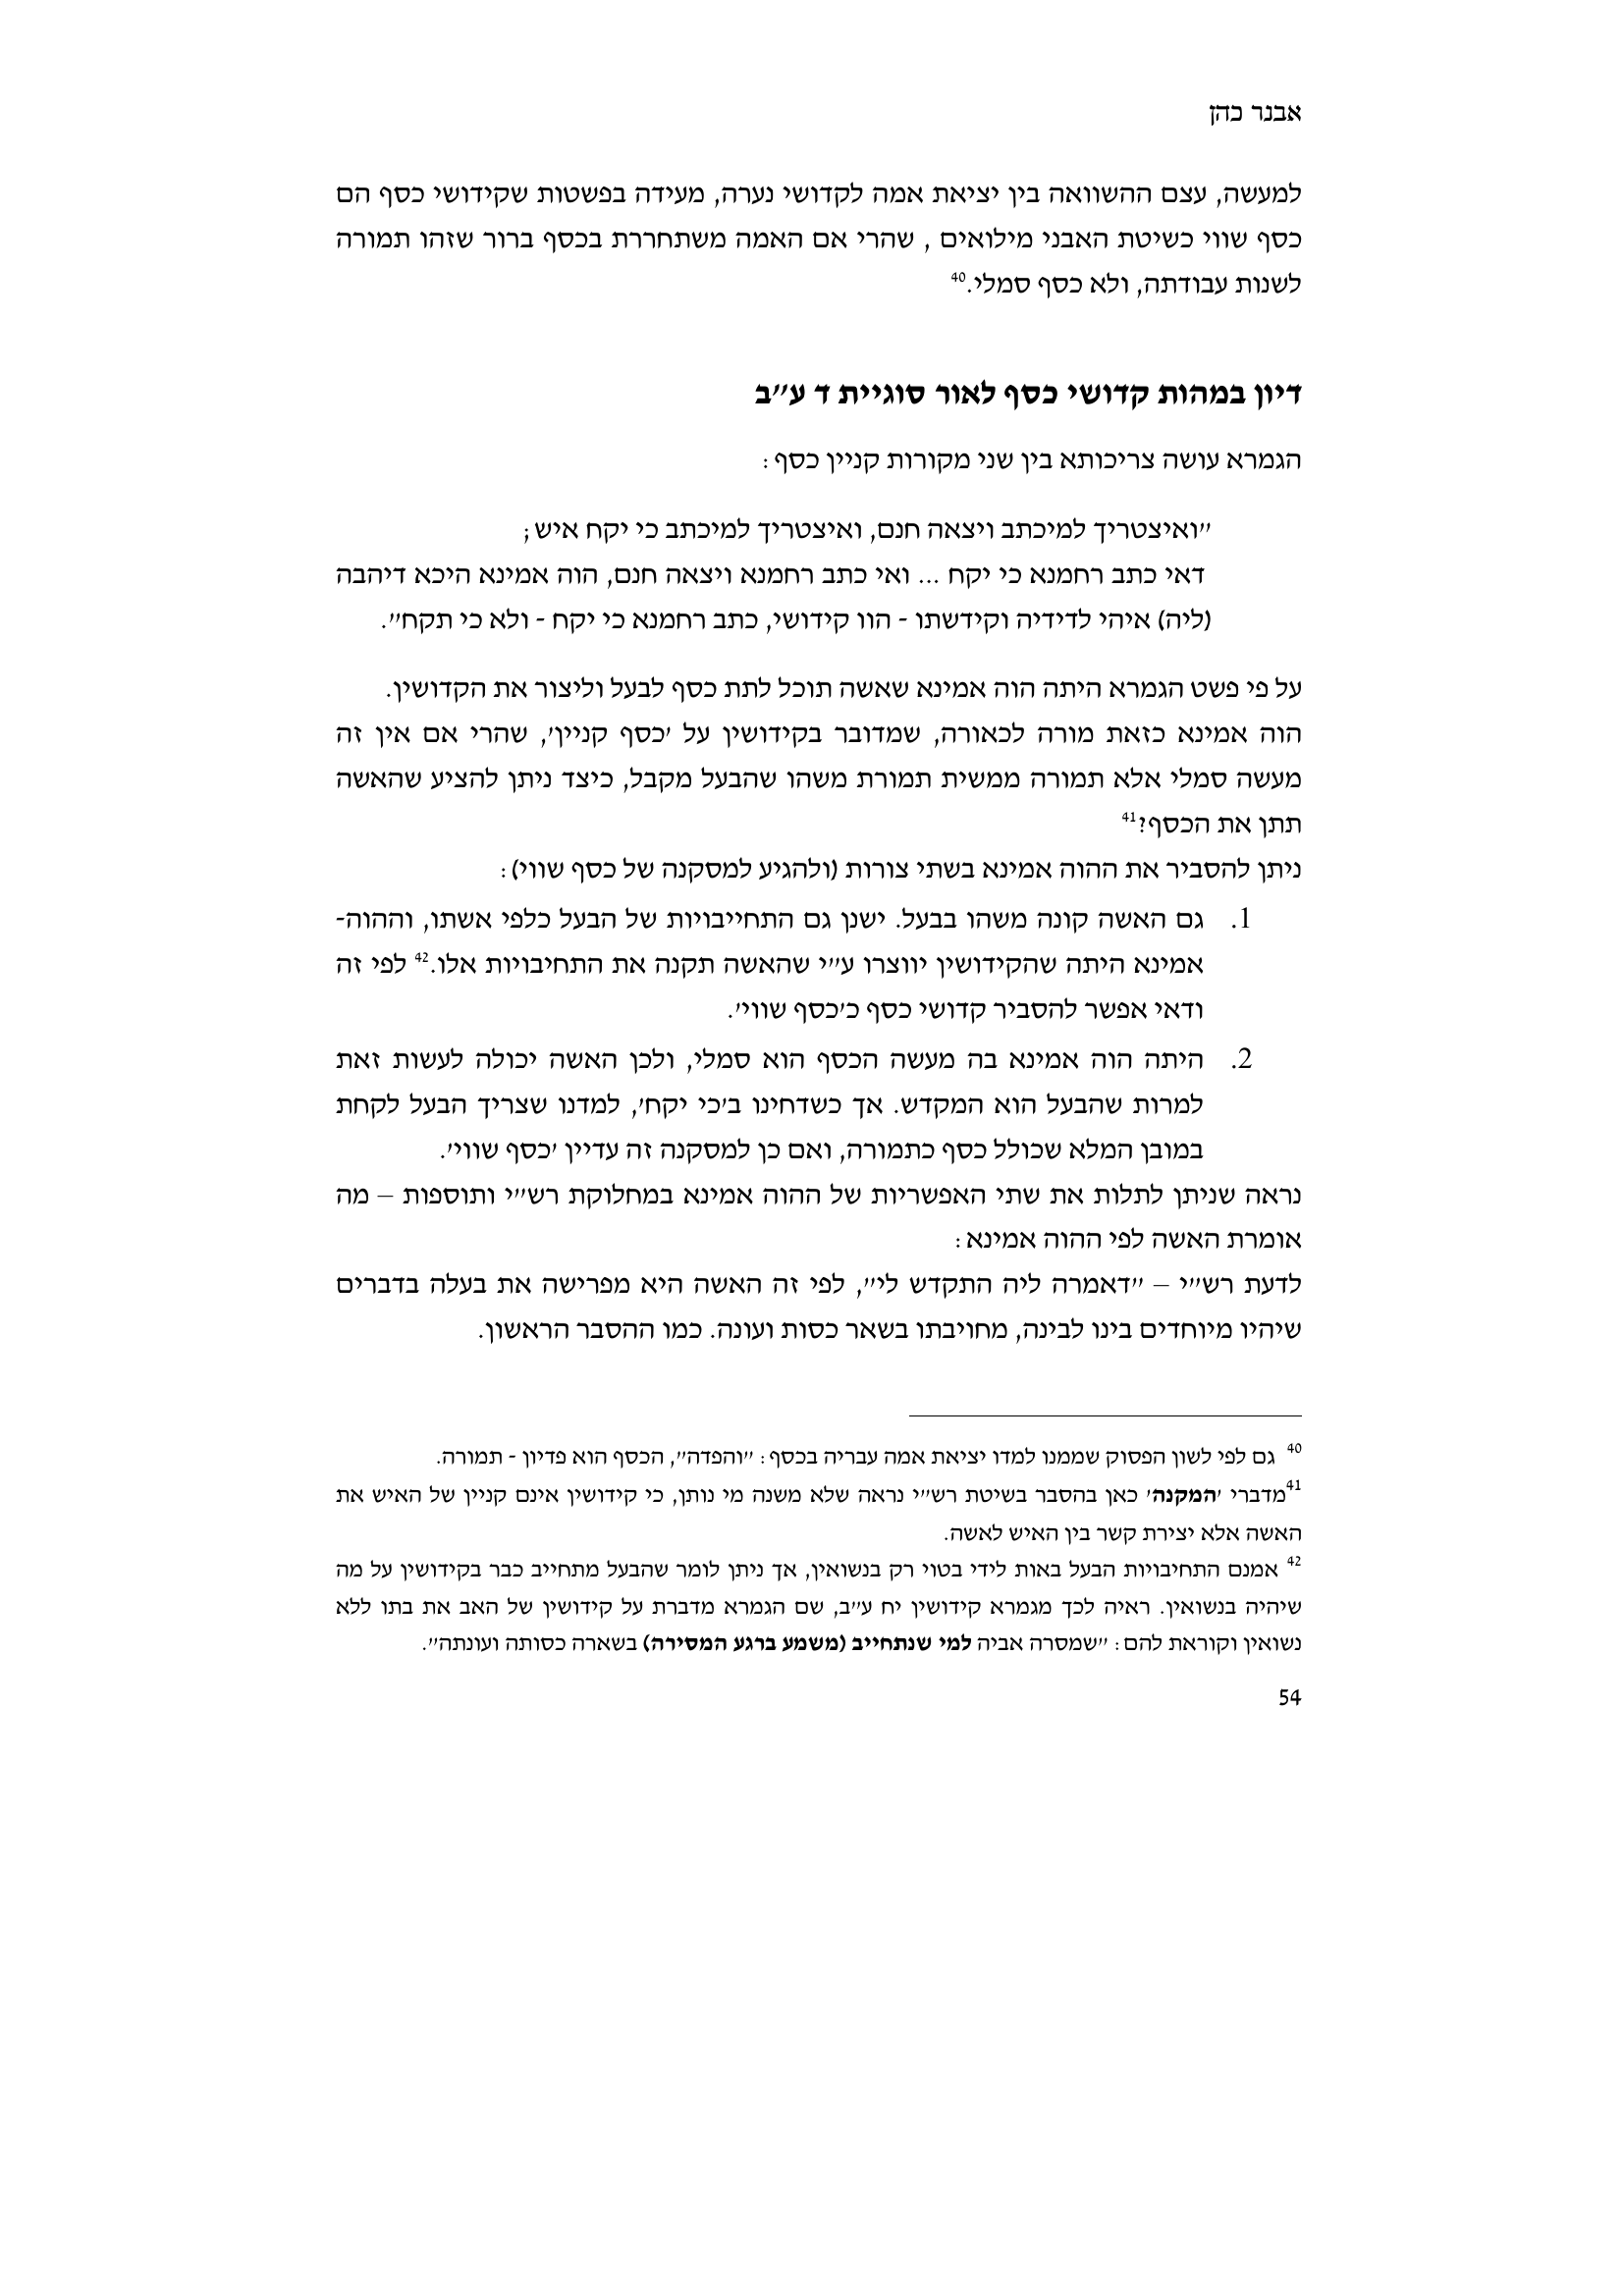 אבנר כהן
למעשה, עצם ההשוואה בין יציאת אמה לקדושי נערה, מעידה בפשטות שקידושי כסף הם
כסף שווי כשיטת האבני מילואים , שהרי אם האמה משתחררת בכסף ברור שזהו תמורה
לשנות עבודתה, ולא כסף סמלי.40
דיון במהות קדושי כסף לאור סוגיית ד ע"ב
הגמרא עושה צריכותא בין שני מקורות קניין כסף:
"ואיצטריך למיכתב ויצאה חנם, ואיצטריך למיכתב כי יקח איש;
דאי כתב רחמנא כי יקח ... ואי כתב רחמנא ויצאה חנם, הוה אמינא היכא דיהבה
(ליה) איהי לדידיה וקידשתו - הוו קידושי, כתב רחמנא כי יקח - ולא כי תקח".
על פי פשט הגמרא היתה הוה אמינא שאשה תוכל לתת כסף לבעל וליצור את הקדושין.
הוה אמינא כזאת מורה לכאורה, שמדובר בקידושין על 'כסף קניין', שהרי אם אין זה
מעשה סמלי אלא תמורה ממשית תמורת משהו שהבעל מקבל, כיצד ניתן להציע שהאשה
תתן את הכסף?41
ניתן להסביר את ההוה אמינא בשתי צורות (ולהגיע למסקנה של כסף שווי):
1. גם האשה קונה משהו בבעל. ישנן גם התחייבויות של הבעל כלפי אשתו, וההוה-
אמינא היתה שהקידושין יווצרו ע"י שהאשה תקנה את התחיבויות אלו.42 לפי זה
ודאי אפשר להסביר קדושי כסף כ'כסף שווי'.
2. היתה הוה אמינא בה מעשה הכסף הוא סמלי, ולכן האשה יכולה לעשות זאת
למרות שהבעל הוא המקדש. אך כשדחינו ב'כי יקח', למדנו שצריך הבעל לקחת
במובן המלא שכולל כסף כתמורה, ואם כן למסקנה זה עדיין 'כסף שווי'.
נראה שניתן לתלות את שתי האפשריות של ההוה אמינא במחלוקת רש"י ותוספות – מה
אומרת האשה לפי ההוה אמינא:
לדעת רש"י – "דאמרה ליה התקדש לי", לפי זה האשה היא מפרישה את בעלה בדברים
שיהיו מיוחדים בינו לבינה, מחויבתו בשאר כסות ועונה. כמו ההסבר הראשון.
40 גם לפי לשון הפסוק שממנו למדו יציאת אמה עבריה בכסף: "והפדה", הכסף הוא פדיון - תמורה.
41מדברי 'המקנה' כאן בהסבר בשיטת רש"י נראה שלא משנה מי נותן, כי קידושין אינם קניין של האיש את
האשה אלא יצירת קשר בין האיש לאשה.
42 אמנם התחיבויות הבעל באות לידי בטוי רק בנשואין, אך ניתן לומר שהבעל מתחייב כבר בקידושין על מה
שיהיה בנשואין. ראיה לכך מגמרא קידושין יח ע"ב, שם הגמרא מדברת על קידושין של האב את בתו ללא
נשואין וקוראת להם: "שמסרה אביה למי שנתחייב (משמע ברגע המסירה) בשארה כסותה ועונתה".
54